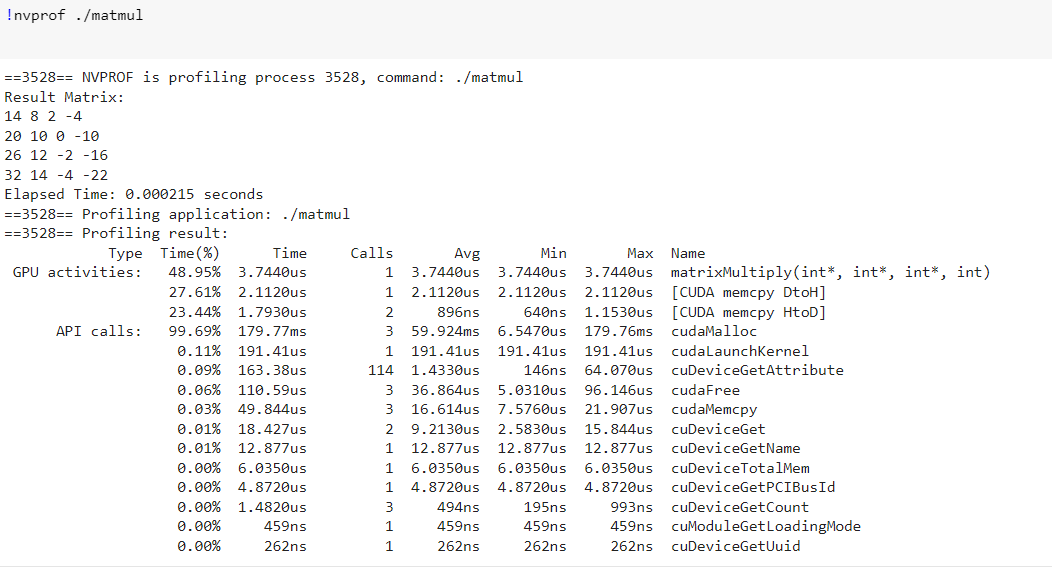 !nvprof ./matmul
==3528== NVPROF is profiling process 3528, command: ./matmul
Result Matrix:
14 8 2 -4
20 10 0 -10
26 12 -2 -16
32 14 -4 -22
Elapsed Time: 0.000215 seconds
==3528== Profiling application: ./matmul
==3528== Profiling result:
Type Time(%) Time Calls Avg Min Max Name
GPU activities: 48.95% 3.7440us 1 3.7440us 3.7440us 3.7440us matrixMultiply(int*, int*, int*, int)
27.61% 2.1120us 1 2.1120us 2.1120us 2.1120us [CUDA memcpy DtoH]
23.44% 1.7930us 2 896ns 640ns 1.1530us [CUDA memcpy HtoD]
API calls: 99.69% 179.77ms 3 59.924ms 6.5470us 179.76ms cudaMalloc
0.11% 191.41us 1 191.41us 191.41us 191.41us cudaLaunchKernel
0.09% 163.38us 114 1.4330us 146ns 64.070us cuDeviceGetAttribute
0.06% 110.59us 3 36.864us 5.0310us 96.146us cudaFree
0.03% 49.844us 3 16.614us 7.5760us 21.907us cudaMemcpy
0.01% 18.427us 2 9.2130us 2.5830us 15.844us cuDeviceGet
0.01% 12.877us 1 12.877us 12.877us 12.877us cuDeviceGetName
0.00% 6.0350us 1 6.0350us 6.0350us 6.0350us cuDeviceTotalMem
0.00% 4.8720us 1 4.8720us 4.8720us 4.8720us cuDeviceGetPCIBusId
0.00% 1.4820us 3 494ns 195ns 993ns cuDeviceGetCount
0.00% 459ns 1 459ns 459ns 459ns cuModuleGetLoadingMode
0.00% 262ns 1 262ns 262ns 262ns cuDeviceGetUuid